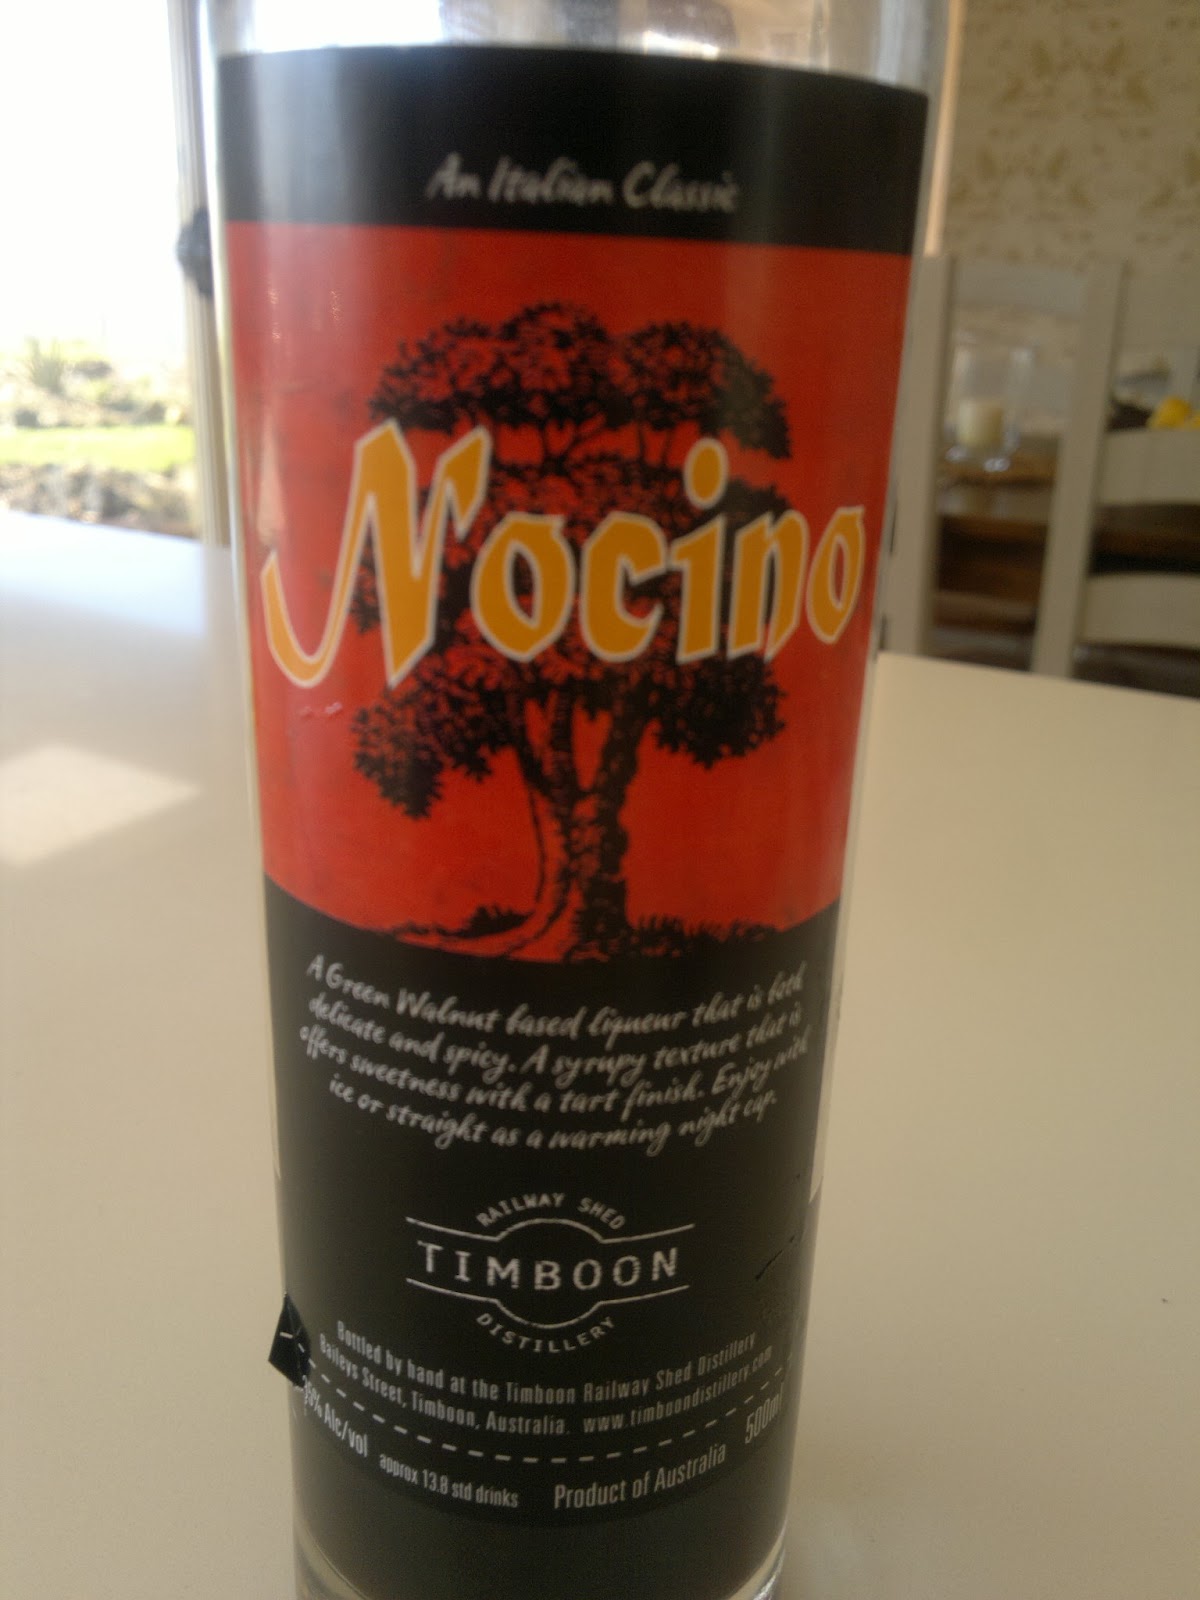 An Italian Classic
Nocino
A Green Walnut based liqueur that is both
delicate and spicy. A syrupy texture that is
offers sweetness with a tart finish. Enjoy with
ice or straight as a warming night cap.
RAILWAY SHED
TIMBOON
DISTILLERY
Bottled by hand at the Timboon Railway Shed Distillery
Baileys Street, Timboon, Australia. www.timboondistillery.com
Alc/vol approx 13.8 std drinks Product of Australia 500ml